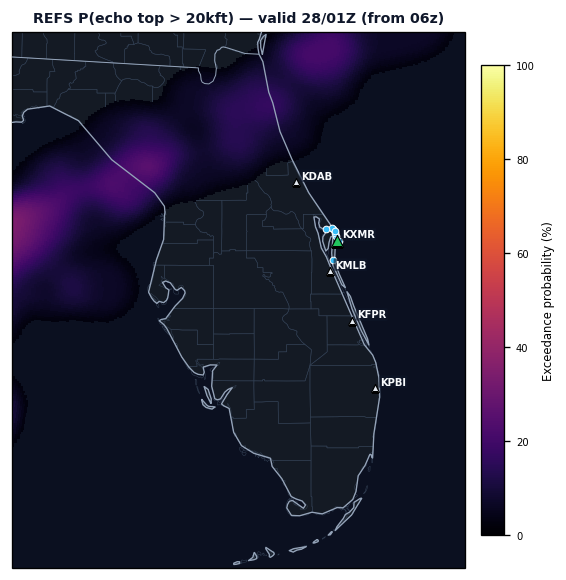 REFS P(echo top > 20kft) — valid 28/01Z (from 06z)
100
80
60
40
20
0
Exceedance probability (%)
KDAB
KXMR
KMLB
KFPR
KPBI